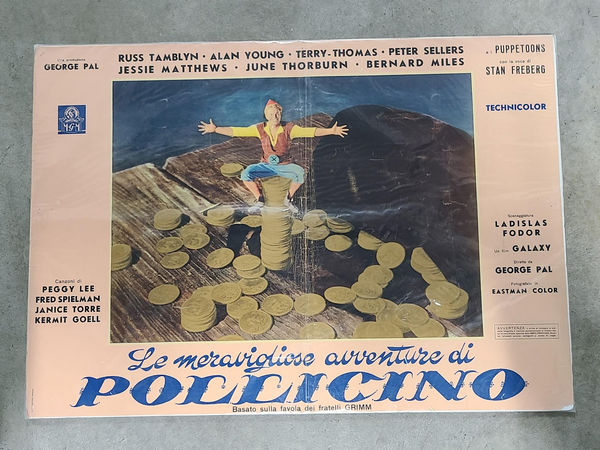 Una produzione
GEORGE PAL
RUSS TAMBLYN · ALAN YOUNG · TERRY-THOMAS · PETER SELLERS
JESSIE MATTHEWS · JUNE THORBURN · BERNARD MILES
e i PUPPETOONS
con la voce di
STAN FREBERG
MGM
TECHNICOLOR
Sceneggiatura
LADISLAS
FODOR
Un film GALAXY
Diretto da
GEORGE PAL
Fotografato in
EASTMAN COLOR
Canzoni di
PEGGY LEE
FRED SPIELMAN
JANICE TORRE
KERMIT GOELL
AVVERTENZA
Le meravigliose avventure di
POLLICINO
Basato sulla favola dei fratelli GRIMM